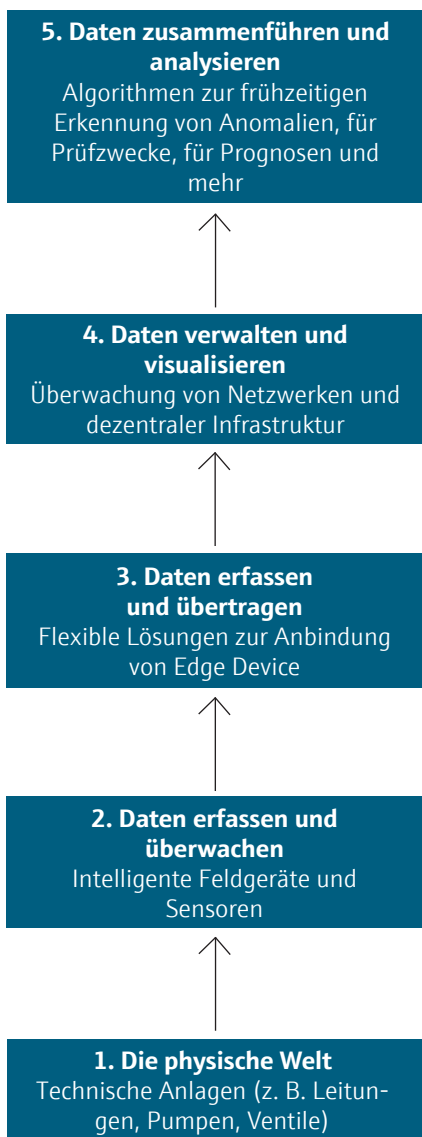 5. Daten zusammenführen und
analysieren
Algorithmen zur frühzeitigen
Erkennung von Anomalien, für
Prüfzwecke, für Prognosen und
mehr
4. Daten verwalten und
visualisieren
Überwachung von Netzwerken und
dezentraler Infrastruktur
3. Daten erfassen
und übertragen
Flexible Lösungen zur Anbindung
von Edge Device
2. Daten erfassen und
überwachen
Intelligente Feldgeräte und
Sensoren
1. Die physische Welt
Technische Anlagen (z. B. Leitun-
gen, Pumpen, Ventile)